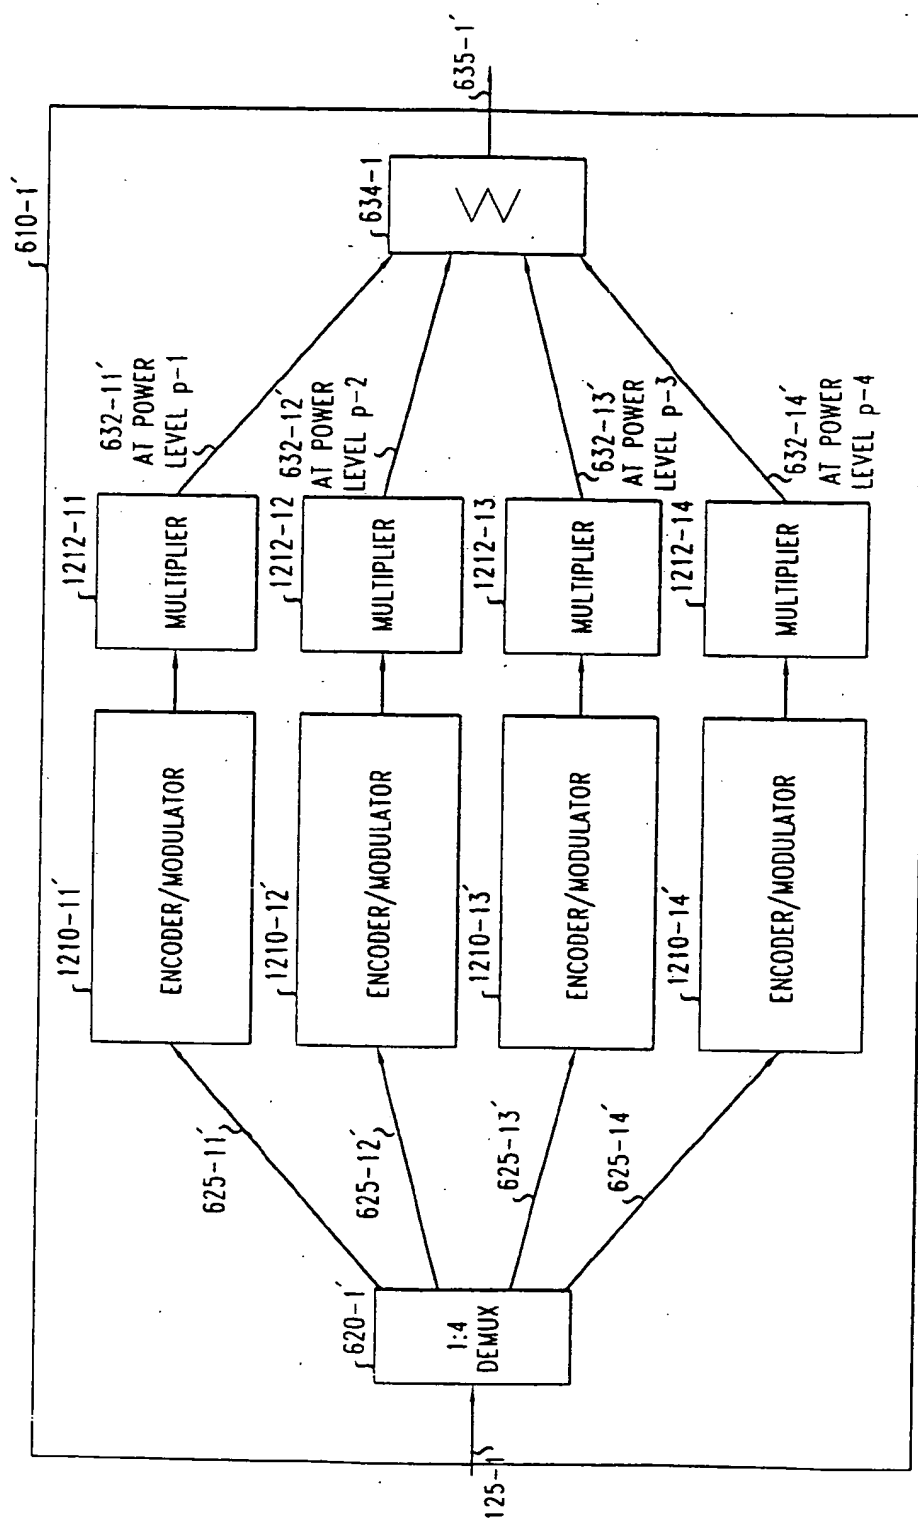 610-1′
125-1
620-1′
1:4
DEMUX
625-11′
625-12′
625-13′
625-14′
1210-11′
ENCODER/MODULATOR
1210-12′
ENCODER/MODULATOR
1210-13′
ENCODER/MODULATOR
1210-14′
ENCODER/MODULATOR
1212-11
MULTIPLIER
1212-12
MULTIPLIER
1212-13
MULTIPLIER
1212-14
MULTIPLIER
632-11′
AT POWER
LEVEL p-1
632-12′
AT POWER
LEVEL p-2
632-13′
AT POWER
LEVEL p-3
632-14′
AT POWER
LEVEL p-4
634-1
Σ
635-1′